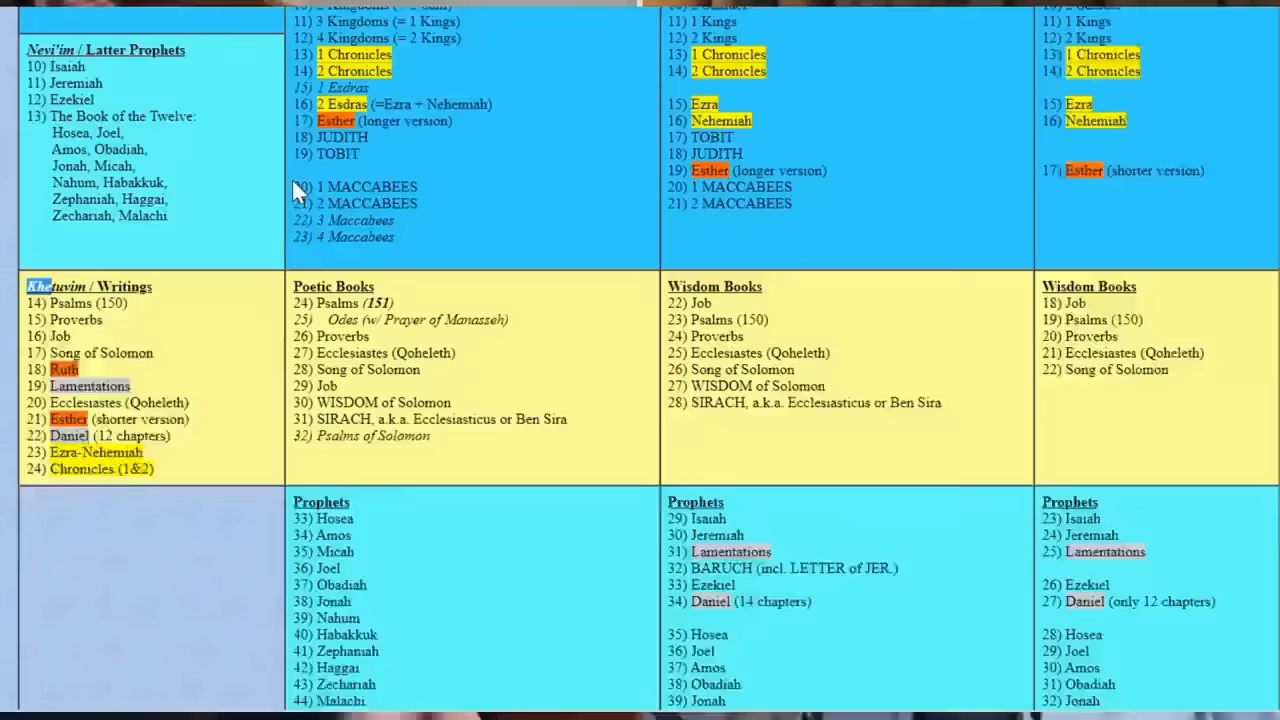 Nevi'im / Latter Prophets
10) Isaiah
11) Jeremiah
12) Ezekiel
13) The Book of the Twelve:
Hosea, Joel,
Amos, Obadiah,
Jonah, Micah,
Nahum, Habakkuk,
Zephaniah, Haggai,
Zechariah, Malachi
11) 3 Kingdoms (= 1 Kings)
12) 4 Kingdoms (= 2 Kings)
13) 1 Chronicles
14) 2 Chronicles
15) 1 Esdras
16) 2 Esdras (=Ezra + Nehemiah)
17) Esther (longer version)
18) JUDITH
19) TOBIT
20) 1 MACCABEES
21) 2 MACCABEES
22) 3 Maccabees
23) 4 Maccabees
11) 1 Kings
12) 2 Kings
13) 1 Chronicles
14) 2 Chronicles
15) Ezra
16) Nehemiah
17) TOBIT
18) JUDITH
19) Esther (longer version)
20) 1 MACCABEES
21) 2 MACCABEES
11) 1 Kings
12) 2 Kings
13) 1 Chronicles
14) 2 Chronicles
15) Ezra
16) Nehemiah
17) Esther (shorter version)
Khetuvim / Writings
14) Psalms (150)
15) Proverbs
16) Job
17) Song of Solomon
18) Ruth
19) Lamentations
20) Ecclesiastes (Qoheleth)
21) Esther (shorter version)
22) Daniel (12 chapters)
23) Ezra-Nehemiah
24) Chronicles (1&2)
Poetic Books
24) Psalms (151)
25) Odes (w/ Prayer of Manasseh)
26) Proverbs
27) Ecclesiastes (Qoheleth)
28) Song of Solomon
29) Job
30) WISDOM of Solomon
31) SIRACH, a.k.a. Ecclesiasticus or Ben Sira
32) Psalms of Solomon
Wisdom Books
22) Job
23) Psalms (150)
24) Proverbs
25) Ecclesiastes (Qoheleth)
26) Song of Solomon
27) WISDOM of Solomon
28) SIRACH, a.k.a. Ecclesiasticus or Ben Sira
Wisdom Books
18) Job
19) Psalms (150)
20) Proverbs
21) Ecclesiastes (Qoheleth)
22) Song of Solomon
Prophets
33) Hosea
34) Amos
35) Micah
36) Joel
37) Obadiah
38) Jonah
39) Nahum
40) Habakkuk
41) Zephaniah
42) Haggai
43) Zechariah
44) Malachi
Prophets
29) Isaiah
30) Jeremiah
31) Lamentations
32) BARUCH (incl. LETTER of JER.)
33) Ezekiel
34) Daniel (14 chapters)
35) Hosea
36) Joel
37) Amos
38) Obadiah
39) Jonah
Prophets
23) Isaiah
24) Jeremiah
25) Lamentations
26) Ezekiel
27) Daniel (only 12 chapters)
28) Hosea
29) Joel
30) Amos
31) Obadiah
32) Jonah